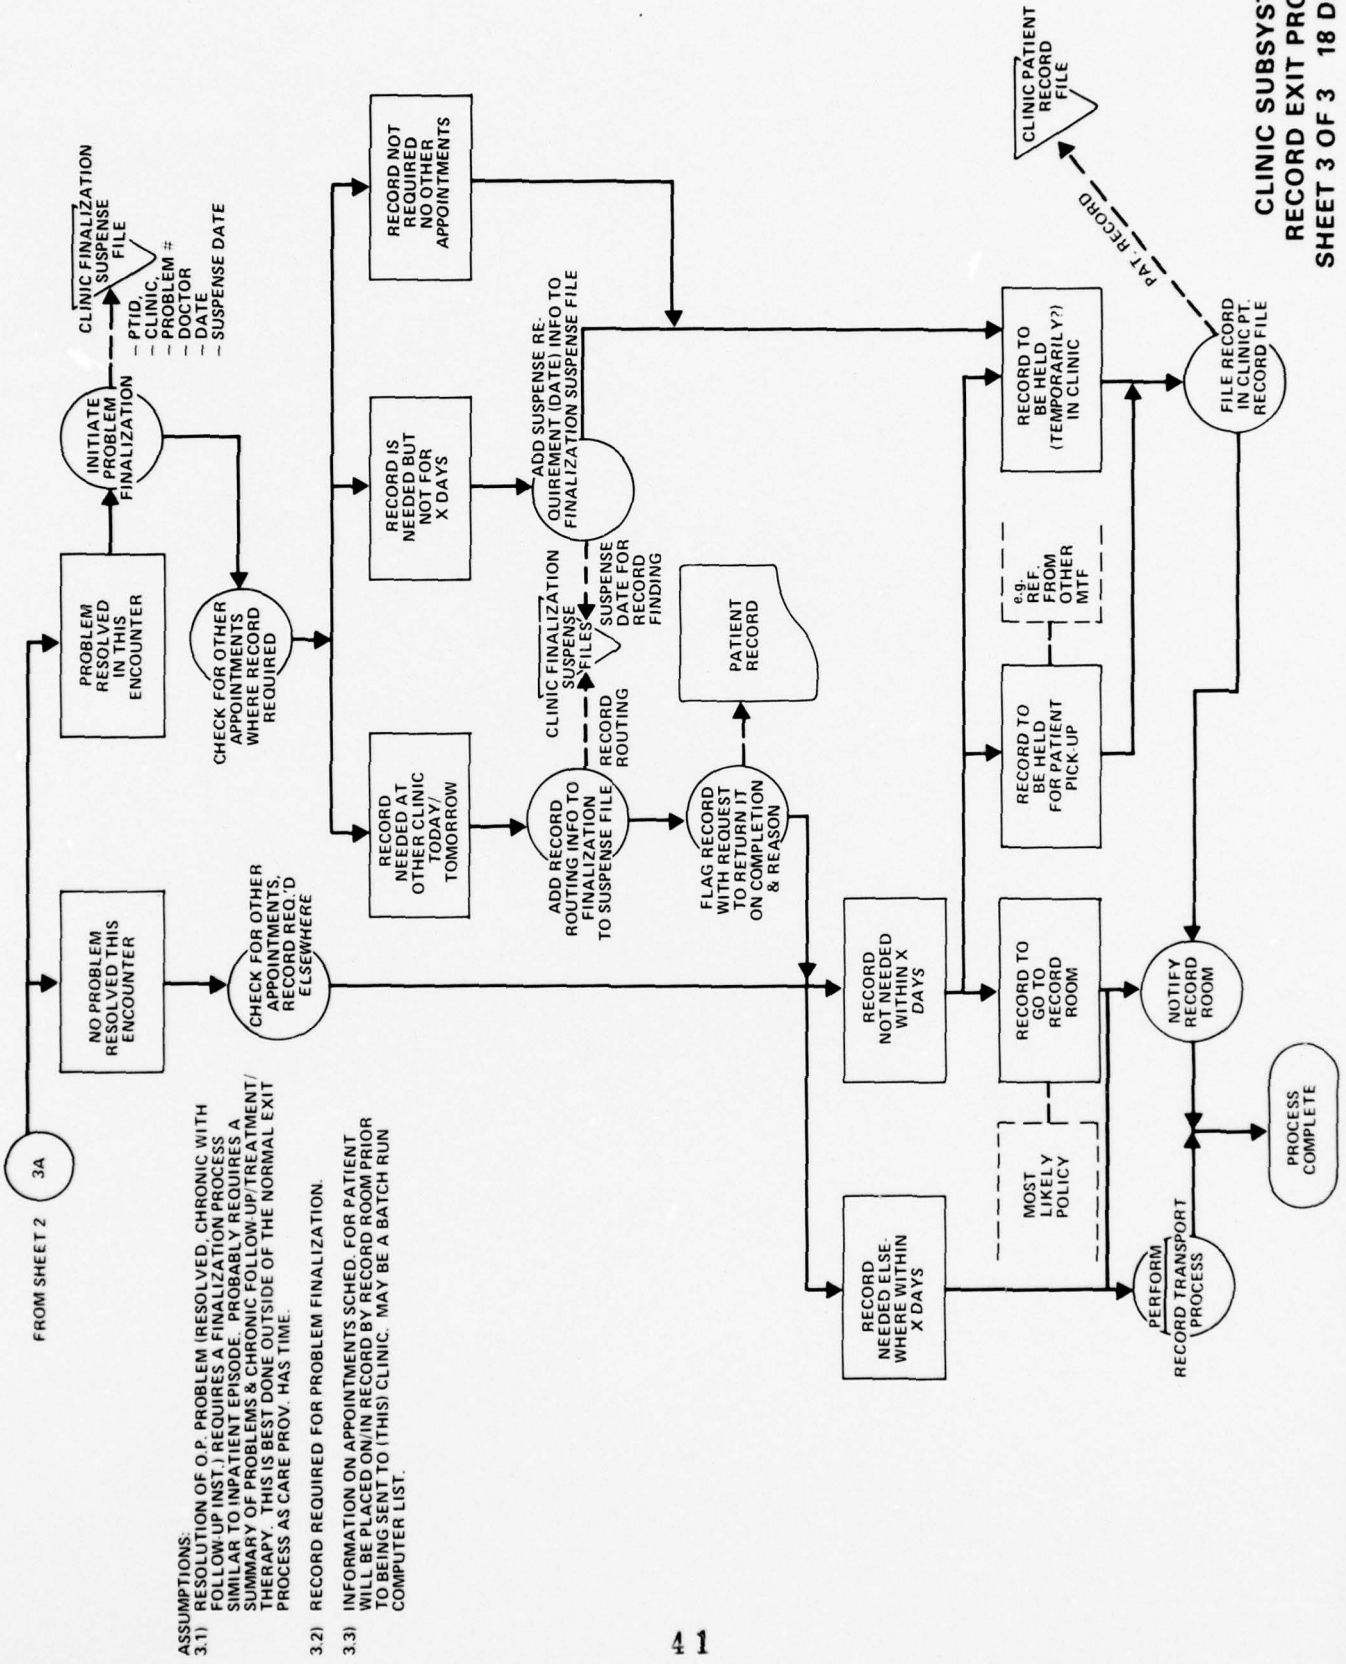 FROM SHEET 2
3A
NO PROBLEM
RESOLVED THIS
ENCOUNTER
PROBLEM
RESOLVED
IN THIS
ENCOUNTER
INITIATE
PROBLEM
FINALIZATION
CLINIC FINALIZATION
SUSPENSE
FILE
— PTID,
— CLINIC,
— PROBLEM #
— DOCTOR
— DATE
— SUSPENSE DATE
CHECK FOR OTHER
APPOINTMENTS,
RECORD REQ.'D
ELSEWHERE
CHECK FOR OTHER
APPOINTMENTS
WHERE RECORD
REQUIRED
ASSUMPTIONS:
3.1) RESOLUTION OF O.P. PROBLEM (RESOLVED, CHRONIC WITH
FOLLOW-UP INST.) REQUIRES A FINALIZATION PROCESS
SIMILAR TO INPATIENT EPISODE. PROBABLY REQUIRES A
SUMMARY OF PROBLEMS & CHRONIC FOLLOW-UP/TREATMENT/
THERAPY. THIS IS BEST DONE OUTSIDE OF THE NORMAL EXIT
PROCESS AS CARE PROV. HAS TIME.
3.2) RECORD REQUIRED FOR PROBLEM FINALIZATION.
3.3) INFORMATION ON APPOINTMENTS SCHED. FOR PATIENT
WILL BE PLACED ON/IN RECORD BY RECORD ROOM PRIOR
TO BEING SENT TO (THIS) CLINIC. MAY BE A BATCH RUN
COMPUTER LIST.
RECORD
NEEDED AT
OTHER CLINIC
TODAY/
TOMORROW
RECORD IS
NEEDED BUT
NOT FOR
X DAYS
RECORD NOT
REQUIRED
NO OTHER
APPOINTMENTS
ADD RECORD
ROUTING INFO TO
FINALIZATION
TO SUSPENSE FILE
RECORD
ROUTING
CLINIC FINALIZATION
SUSPENSE
FILES
SUSPENSE
DATE FOR
RECORD
FINDING
ADD SUSPENSE RE-
QUIREMENT (DATE) INFO TO
FINALIZATION SUSPENSE FILE
FLAG RECORD
WITH REQUEST
TO RETURN IT
ON COMPLETION
& REASON
PATIENT
RECORD
RECORD
NEEDED ELSE-
WHERE WITHIN
X DAYS
RECORD
NOT NEEDED
WITHIN X
DAYS
MOST
LIKELY
POLICY
RECORD TO
GO TO
RECORD
ROOM
RECORD TO
BE HELD
FOR PATIENT
PICK-UP
e.g.
REF.
FROM
OTHER
MTF
RECORD TO
BE HELD
(TEMPORARILY?)
IN CLINIC
CLINIC PATIENT
RECORD
FILE
PAT. RECORD
PERFORM
RECORD TRANSPORT
PROCESS
NOTIFY
RECORD
ROOM
FILE RECORD
IN CLINIC PT.
RECORD FILE
PROCESS
COMPLETE
CLINIC SUBSYST
RECORD EXIT PRO
SHEET 3 OF 3 18 D
41